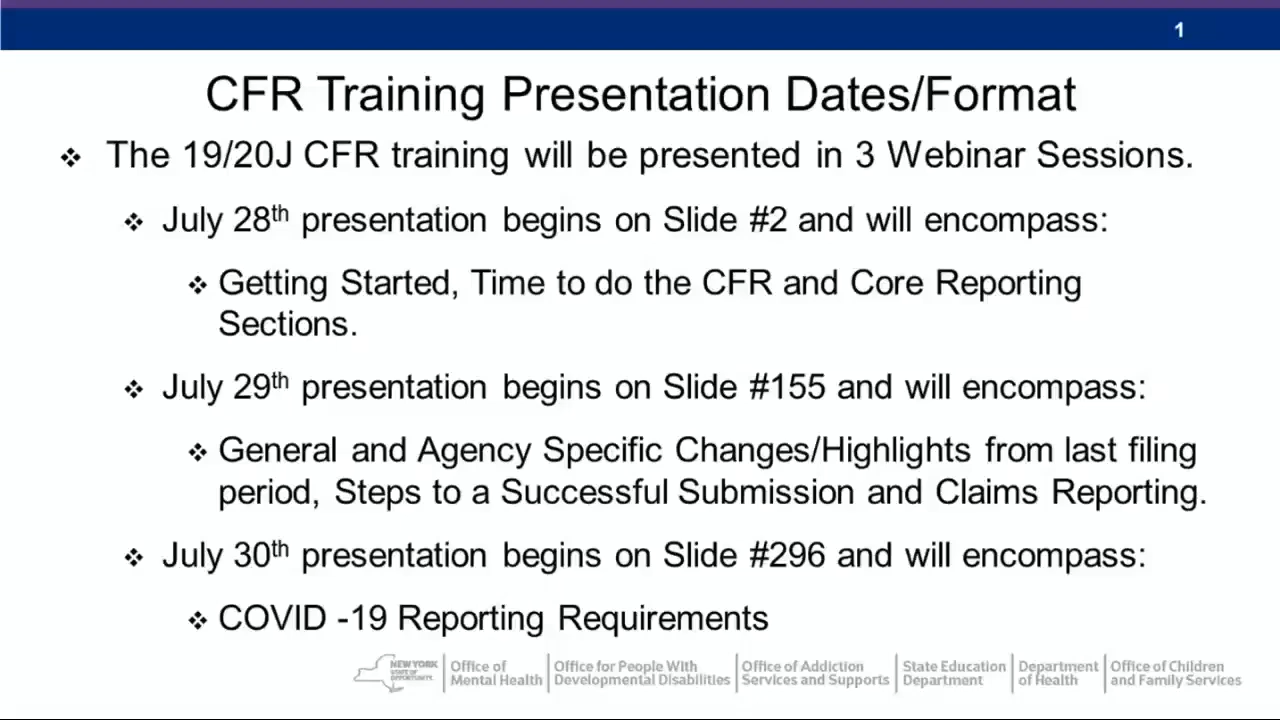 1
CFR Training Presentation Dates/Format
❖ The 19/20J CFR training will be presented in 3 Webinar Sessions.
❖ July 28th presentation begins on Slide #2 and will encompass:
❖ Getting Started, Time to do the CFR and Core Reporting
Sections.
❖ July 29th presentation begins on Slide #155 and will encompass:
❖ General and Agency Specific Changes/Highlights from last filing
period, Steps to a Successful Submission and Claims Reporting.
❖ July 30th presentation begins on Slide #296 and will encompass:
❖ COVID -19 Reporting Requirements
NEW YORK
STATE OF
OPPORTUNITY.
Office of
Mental Health
Office for People With
Developmental Disabilities
Office of Addiction
Services and Supports
State Education
Department
Department
of Health
Office of Children
and Family Services